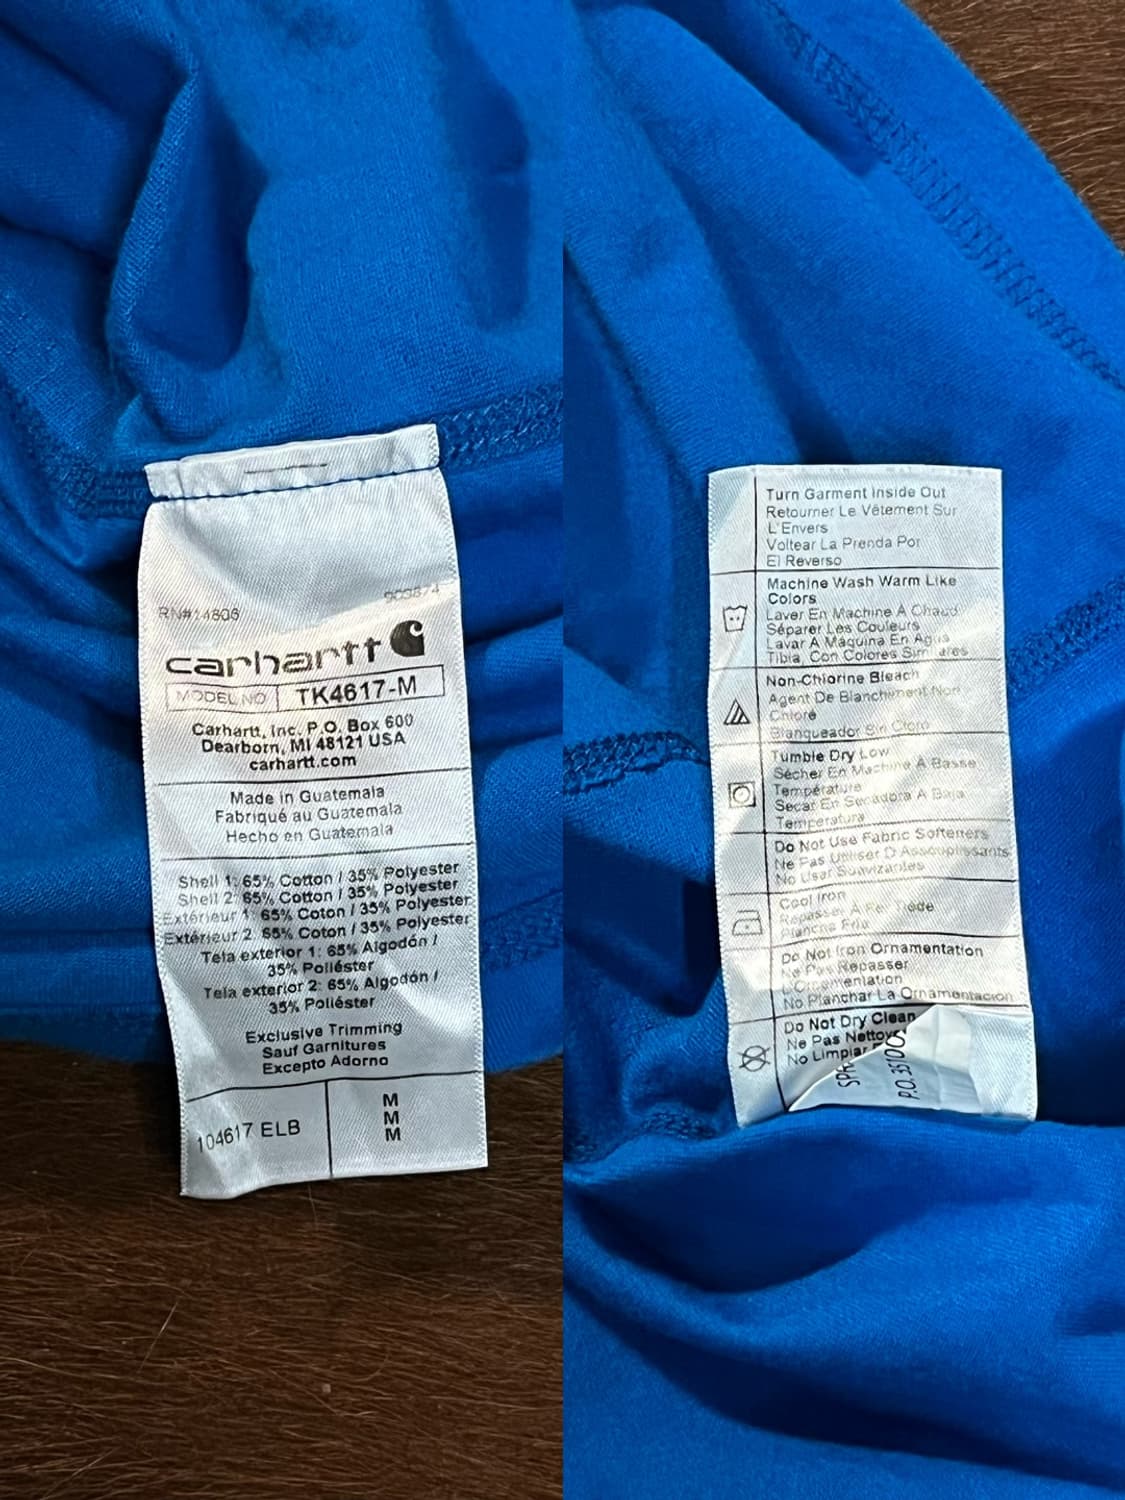 RN#14806
903874
carhartt
MODEL NO TK4617-M
Carhartt, Inc. P.O. Box 600
Dearborn, MI 48121 USA
carhartt.com
Made in Guatemala
Fabriqué au Guatemala
Hecho en Guatemala
Shell 1: 65% Cotton / 35% Polyester
Shell 2: 65% Cotton / 35% Polyester
Extérieur 1: 65% Coton / 35% Polyester
Extérieur 2: 65% Coton / 35% Polyester
Tela exterior 1: 65% Algodón /
35% Poliéster
Tela exterior 2: 65% Algodón /
35% Poliéster
Exclusive Trimming
Sauf Garnitures
Excepto Adorno
104617 ELB
M
M
M
Turn Garment Inside Out
Retourner Le Vêtement Sur
L'Envers
Voltear La Prenda Por
El Reverso
Machine Wash Warm Like
Colors
Laver En Machine À Chaud
Séparer Les Couleurs
Lavar A Máquina En Agua
Tibia, Con Colores Similares
Non-Chlorine Bleach
Agent De Blanchiment Non
Chloré
Blanqueador Sin Cloro
Tumble Dry Low
Sécher En Machine À Basse
Température
Secar En Secadora A Baja
Temperatura
Do Not Use Fabric Softeners
Ne Pas Utiliser D Assouplissants
No Usar Suavizantes
Cool Iron
Repasser À Fer Tiède
Plancha Fría
Do Not Iron Ornamentation
Ne Pas Repasser
L'Ornementation
No Planchar La Ornamentacion
Do Not Dry Clean
Ne Pas Nettoy
No Limpiar